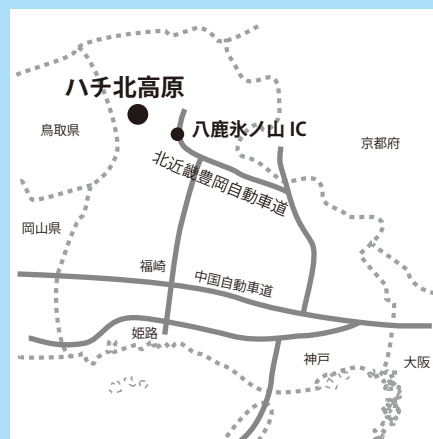 ハチ北高原
鳥取県
八鹿氷ノ山 IC
京都府
北近畿豊岡自動車道
岡山県
福崎
中国自動車道
姫路
神戸
大阪